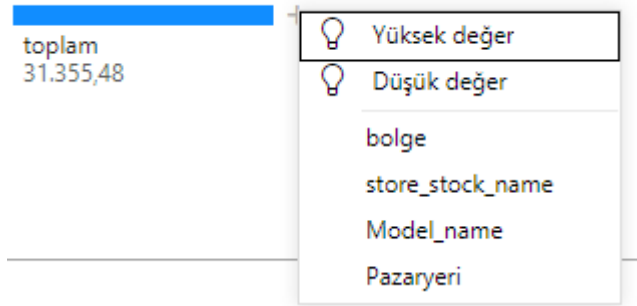 toplam
31.355,48
Yüksek değer
Düşük değer
bolge
store_stock_name
Model_name
Pazaryeri